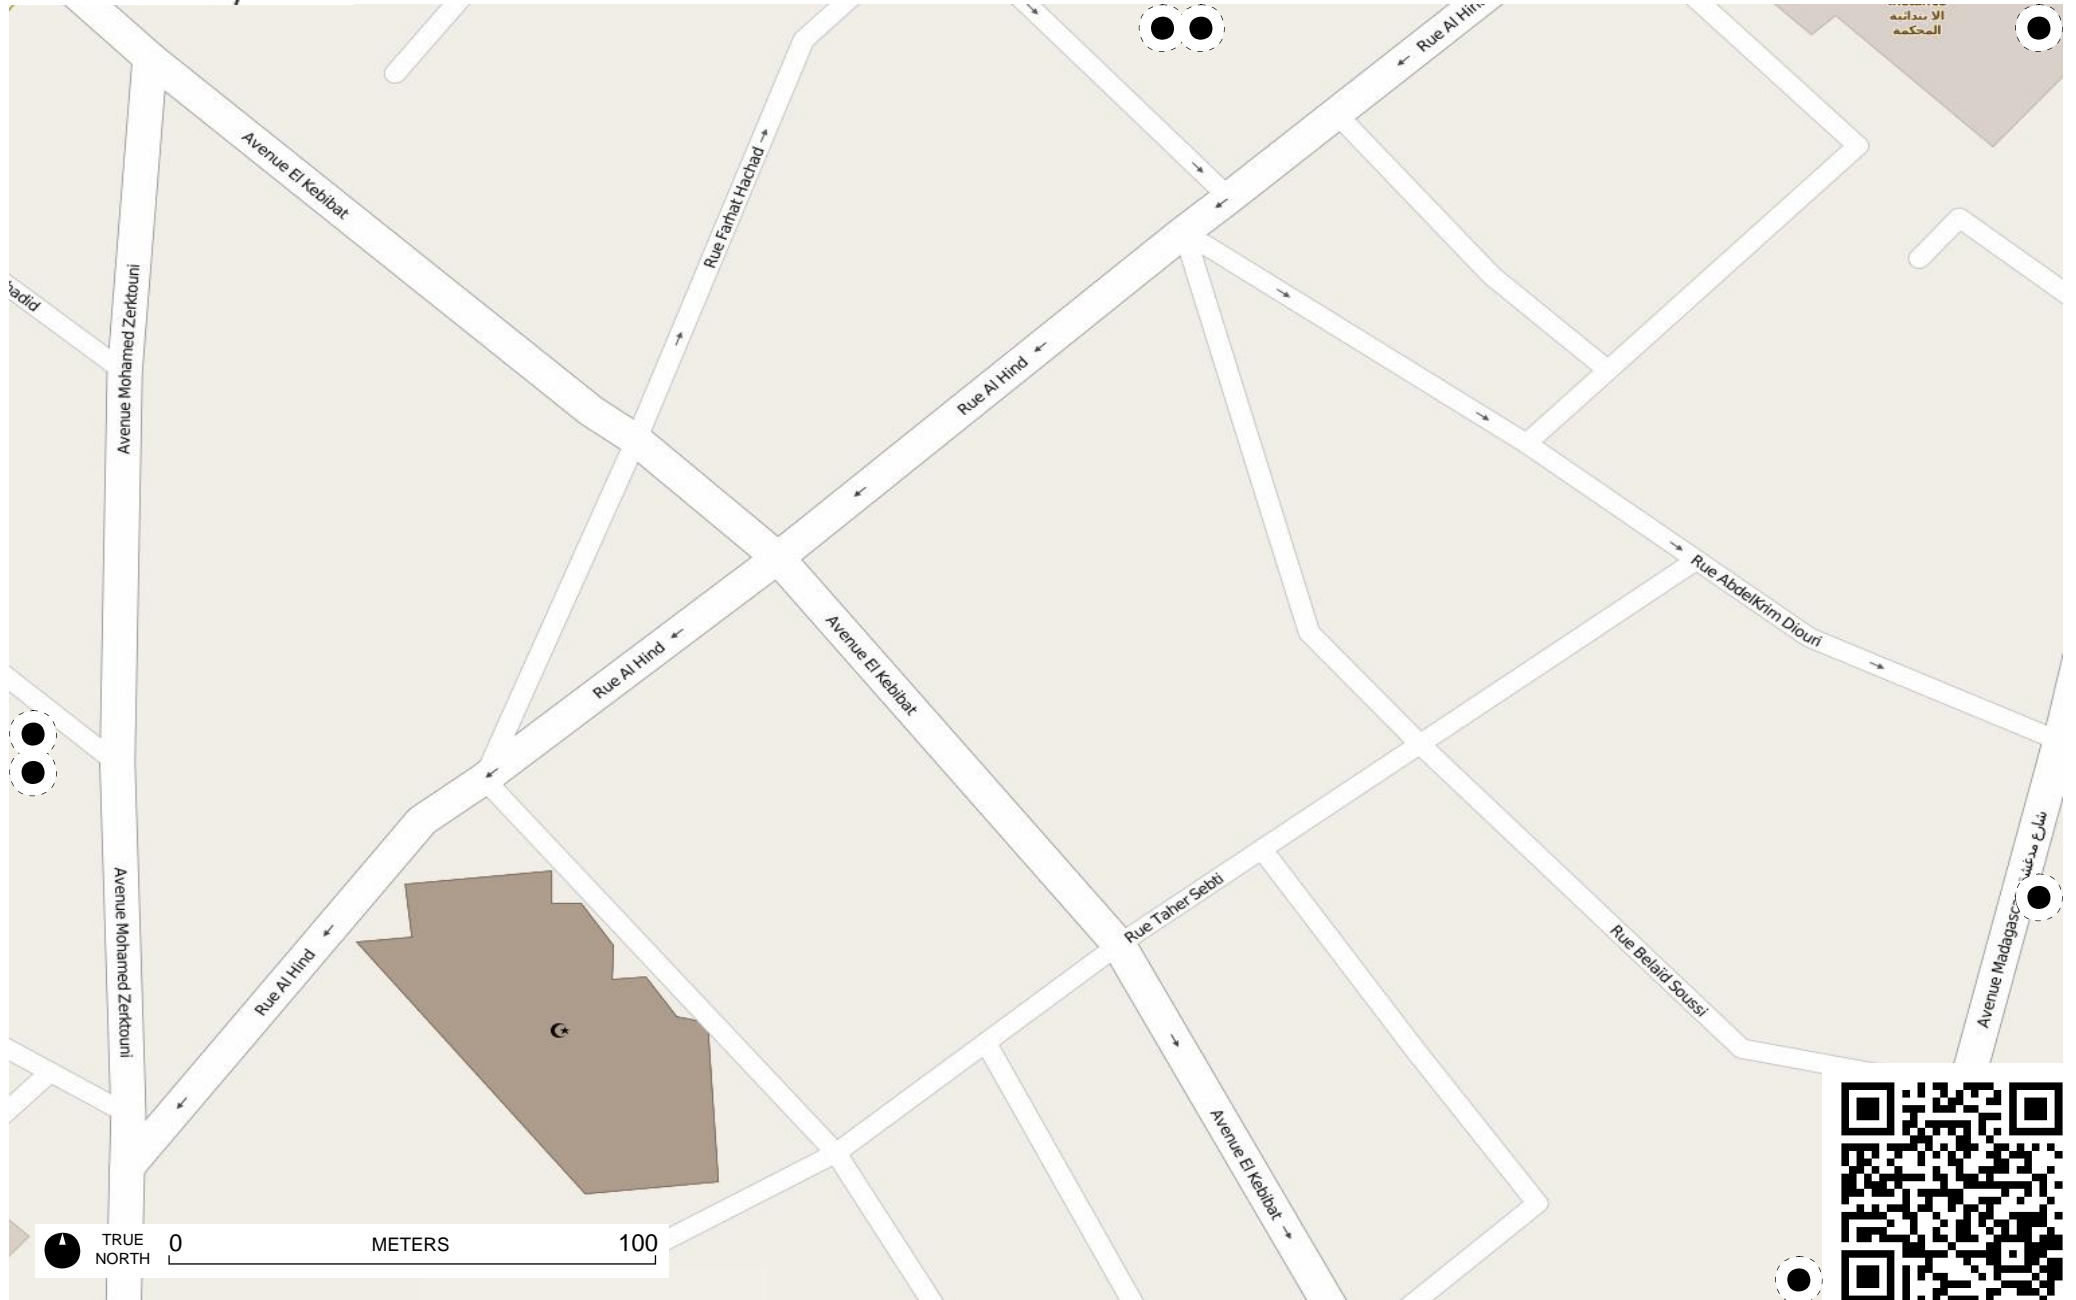 Rue Al Hind
الابتدائية
المحكمة
Avenue El Kebibat
Rue Farhat Hachad
Avenue Mohamed Zerktouni
Rue Al Hind
Rue AbdelKrim Diouri
Rue Al Hind
Avenue El Kebibat
Rue Taher Sebti
Rue Belaïd Soussi
Avenue Mohamed Zerktouni
Rue Al Hind
Avenue El Kebibat
TRUE
NORTH
0 METERS 100